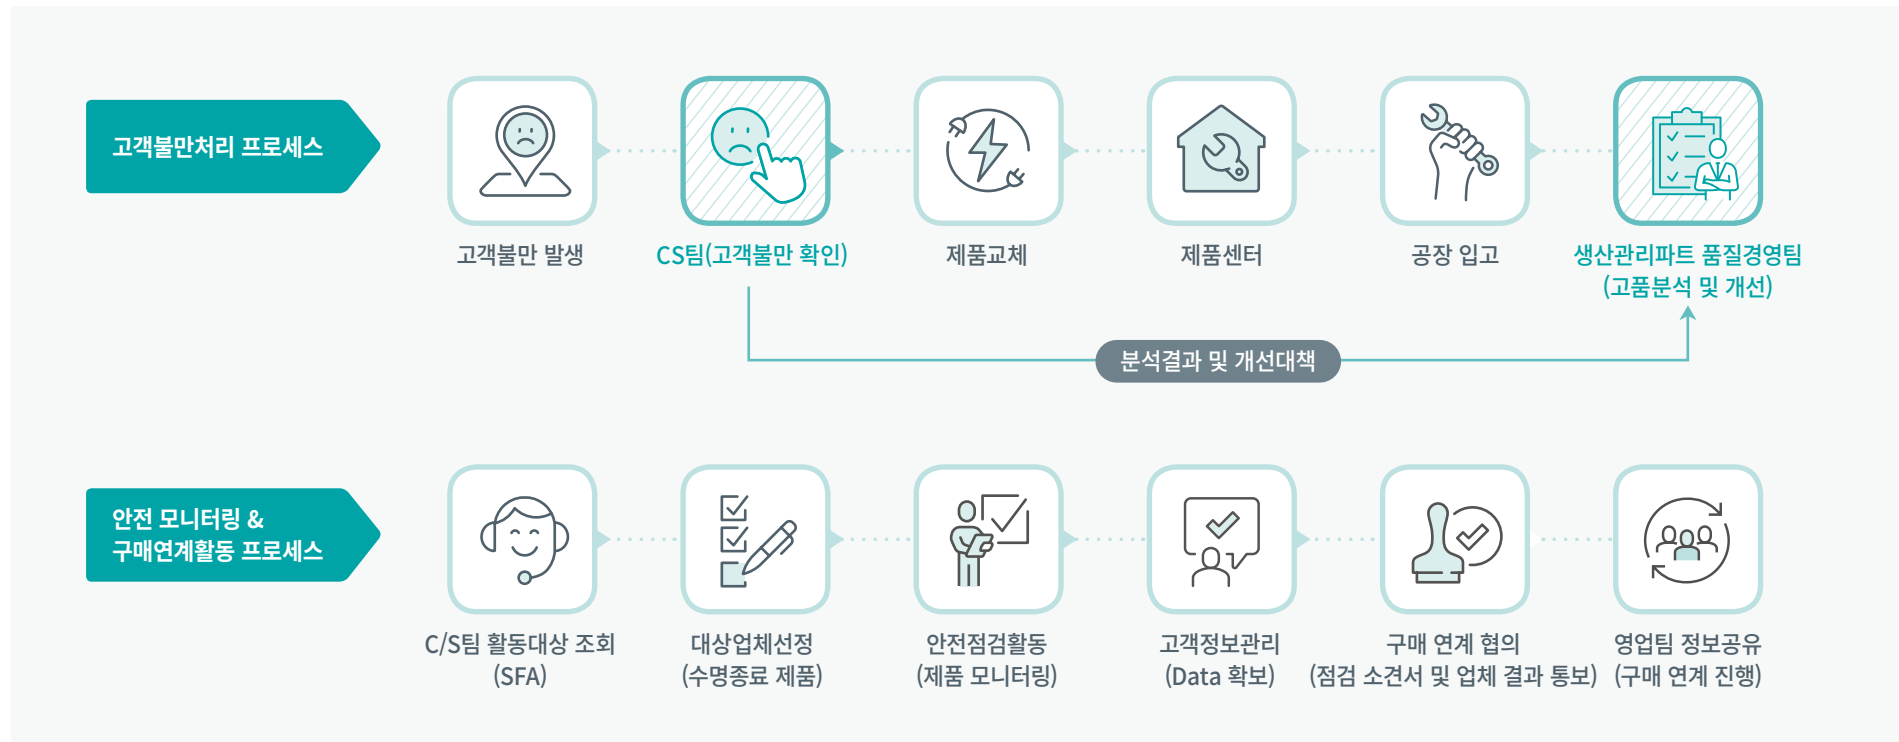 고객불만처리 프로세스
고객불만 발생
CS팀(고객불만 확인)
제품교체
제품센터
공장 입고
생산관리파트 품질경영팀
(고품분석 및 개선)
분석결과 및 개선대책
안전 모니터링 &
구매연계활동 프로세스
C/S팀 활동대상 조회
(SFA)
대상업체선정
(수명종료 제품)
안전점검활동
(제품 모니터링)
고객정보관리
(Data 확보)
구매 연계 협의
(점검 소견서 및 업체 결과 통보)
영업팀 정보공유
(구매 연계 진행)